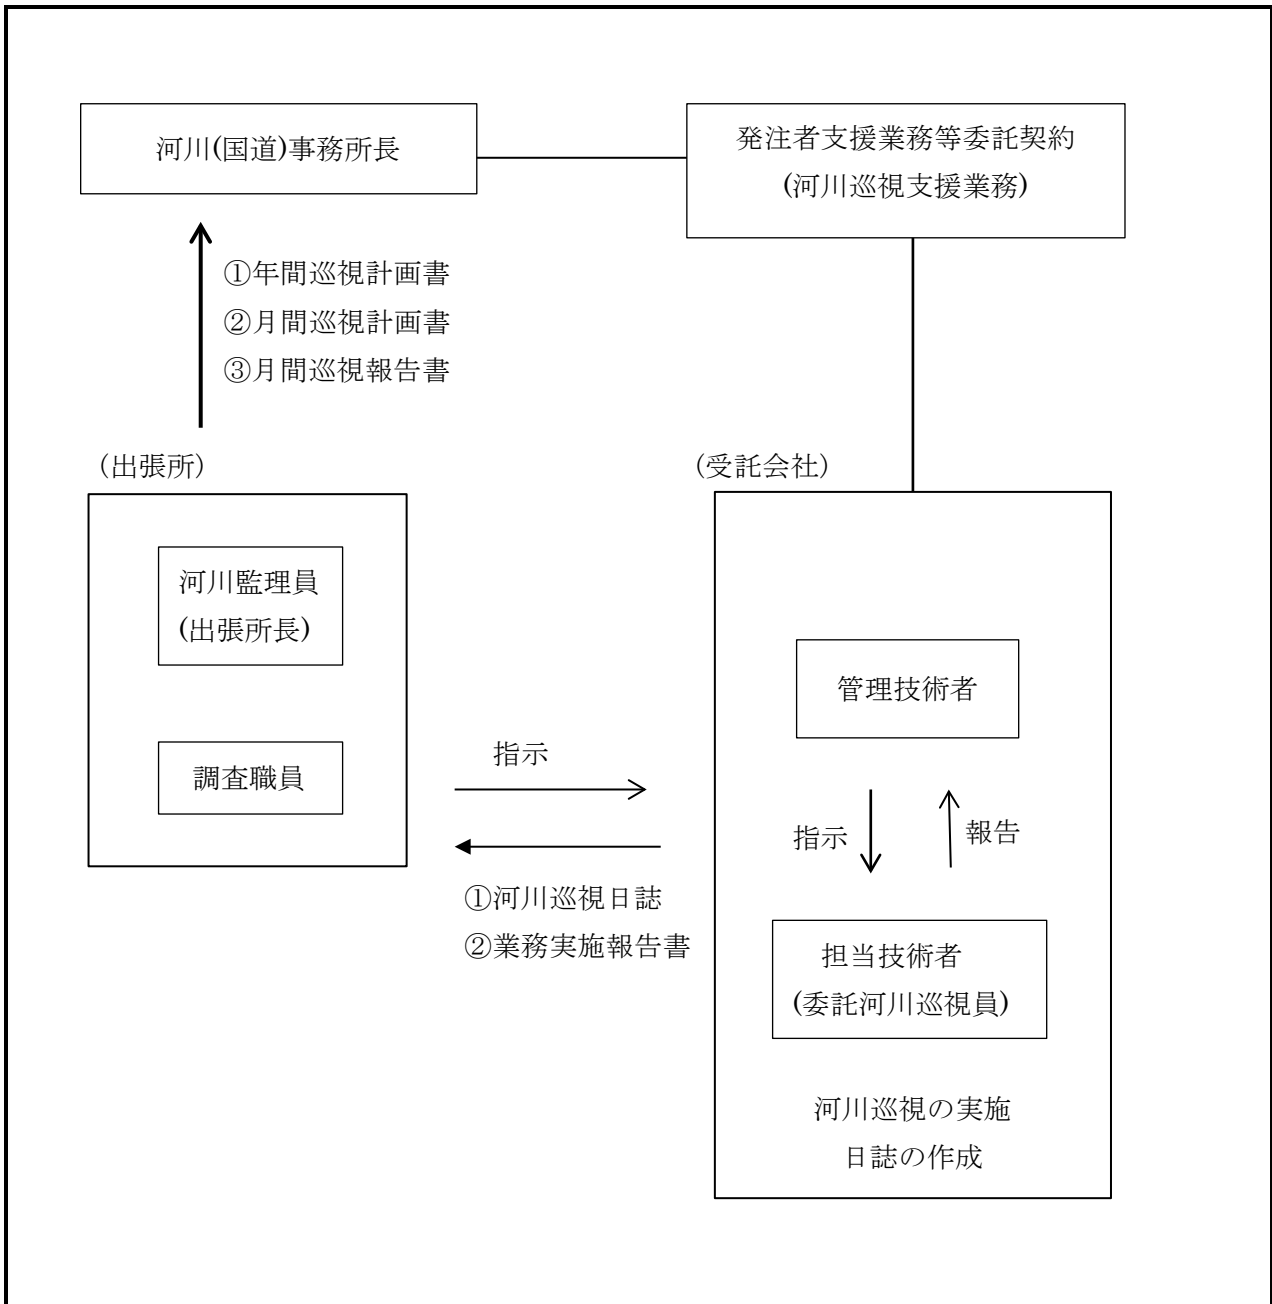 河川(国道)事務所長
発注者支援業務等委託契約
(河川巡視支援業務)
①年間巡視計画書
②月間巡視計画書
③月間巡視報告書
(出張所)
(受託会社)
河川監理員
(出張所長)
管理技術者
調査職員
指示
指示
報告
①河川巡視日誌
②業務実施報告書
担当技術者
(委託河川巡視員)
河川巡視の実施
日誌の作成